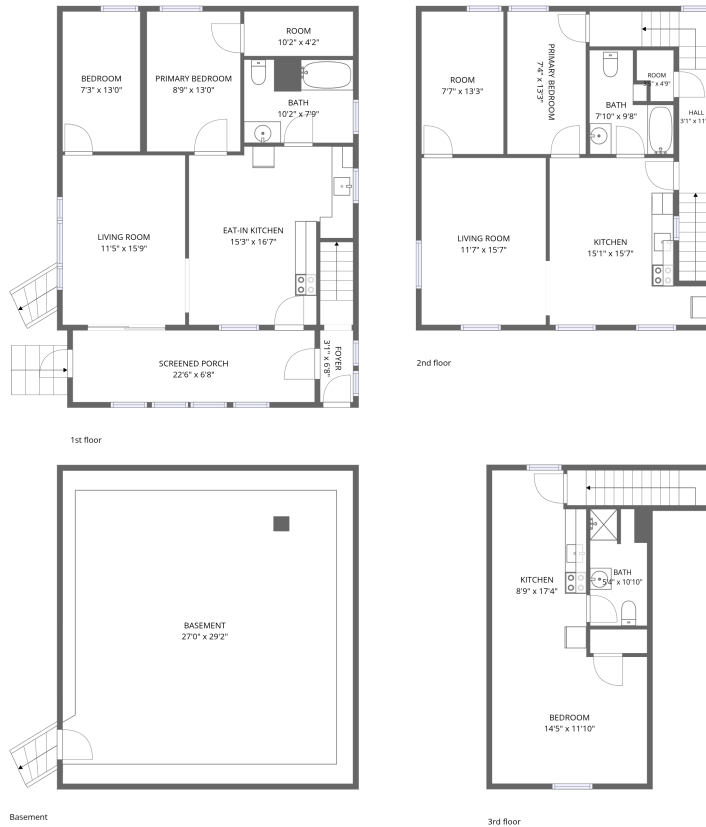 ROOM
10'2" x 4'2"
BEDROOM
7'3" x 13'0"
PRIMARY BEDROOM
8'9" x 13'0"
BATH
10'2" x 7'9"
LIVING ROOM
11'5" x 15'9"
EAT-IN KITCHEN
15'3" x 16'7"
SCREENED PORCH
22'6" x 6'8"
FOYER
3'1" x 6'8"
1st floor
ROOM
7'7" x 13'3"
PRIMARY BEDROOM
7'4" x 13'3"
ROOM
x 4'9"
BATH
7'10" x 9'8"
HALL
3'1" x 11'
LIVING ROOM
11'7" x 15'7"
KITCHEN
15'1" x 15'7"
2nd floor
BASEMENT
27'0" x 29'2"
Basement
KITCHEN
8'9" x 17'4"
BATH
5'4" x 10'10"
BEDROOM
14'5" x 11'10"
3rd floor